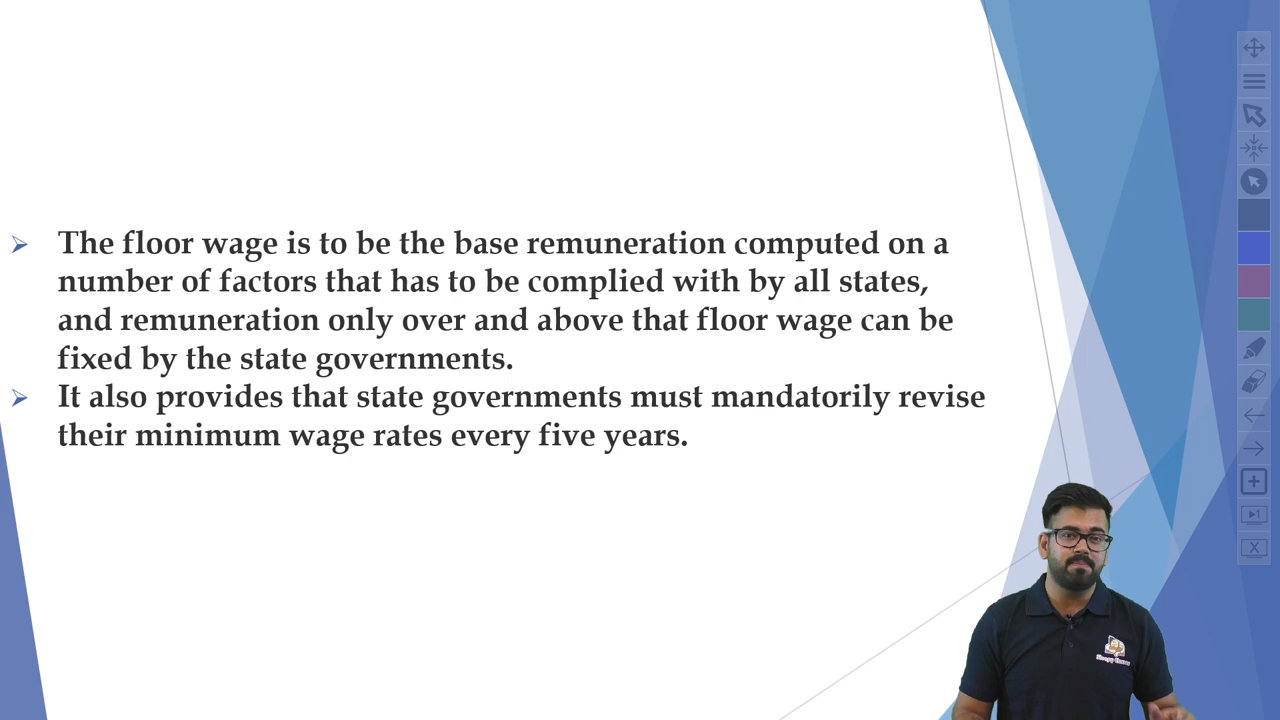 The floor wage is to be the base remuneration computed on a
number of factors that has to be complied with by all states,
and remuneration only over and above that floor wage can be
fixed by the state governments.
It also provides that state governments must mandatorily revise
their minimum wage rates every five years.